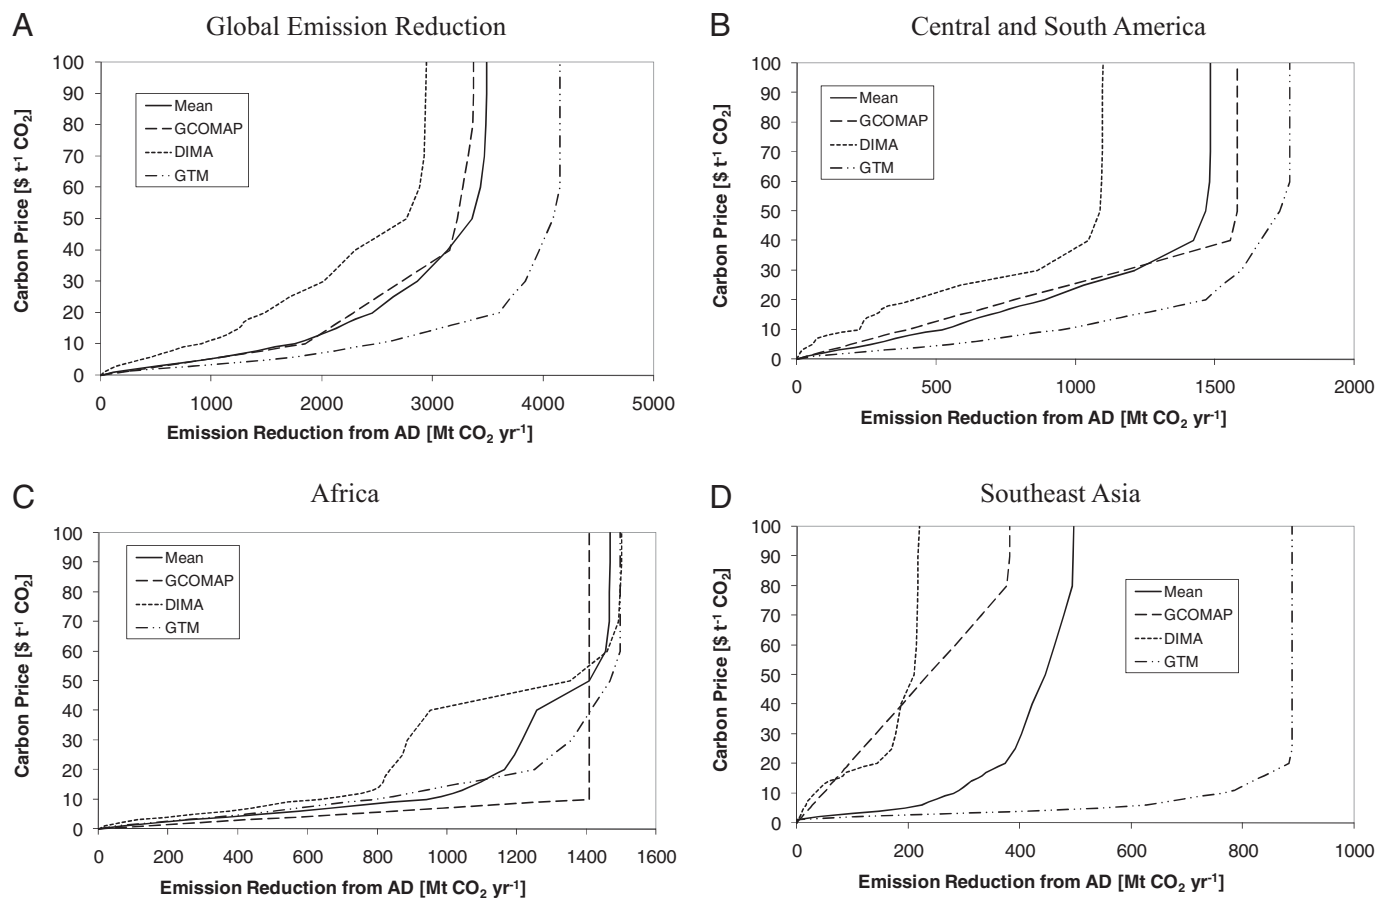 A
Global Emission Reduction
Carbon Price [$ t-1 CO2]
100
90
80
70
60
50
40
30
20
10
0
Mean
GCOMAP
DIMA
GTM
0 1000 2000 3000 4000 5000
Emission Reduction from AD [Mt CO2 yr-1]
B
Central and South America
Carbon Price [$ t-1 CO2]
100
90
80
70
60
50
40
30
20
10
0
Mean
GCOMAP
DIMA
GTM
0 500 1000 1500 2000
Emission Reduction from AD [Mt CO2 yr-1]
C
Africa
Carbon Price [$ t-1 CO2]
100
90
80
70
60
50
40
30
20
10
0
Mean
GCOMAP
DIMA
GTM
0 200 400 600 800 1000 1200 1400 1600
Emission Reduction from AD [Mt CO2 yr-1]
D
Southeast Asia
Carbon Price [$ t-1 CO2]
100
90
80
70
60
50
40
30
20
10
0
Mean
GCOMAP
DIMA
GTM
0 200 400 600 800 1000
Emission Reduction from AD [Mt CO2 yr-1]